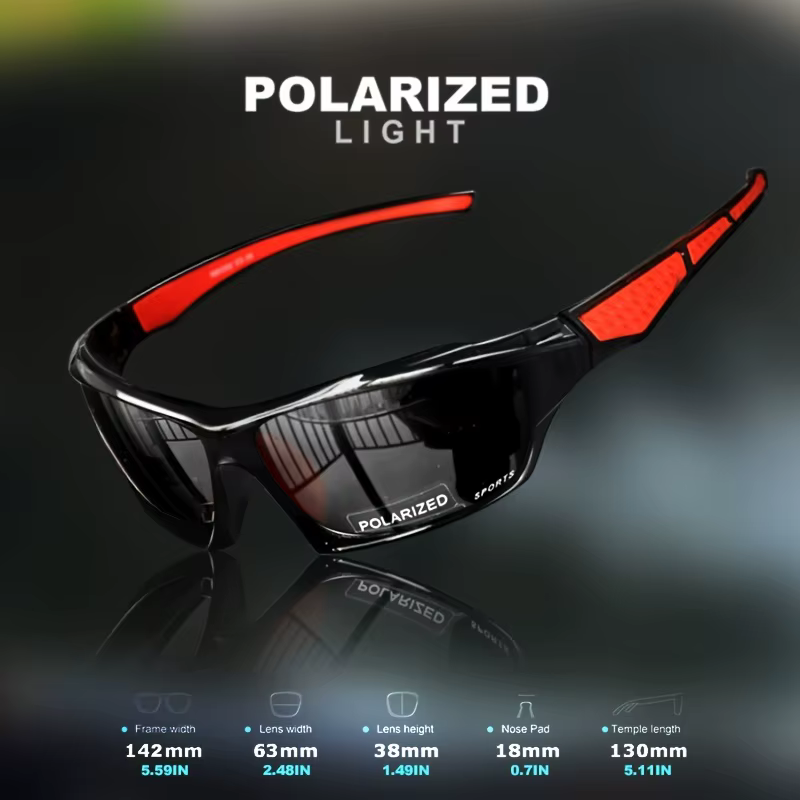 POLARIZED
LIGHT
POLARIZED
SPORTS
POLARIZED
SPORTS
Frame width
Lens width
Lens height
Nose Pad
Temple length
142mm
63mm
38mm
18mm
130mm
5.59IN
2.48IN
1.49IN
0.7IN
5.11IN